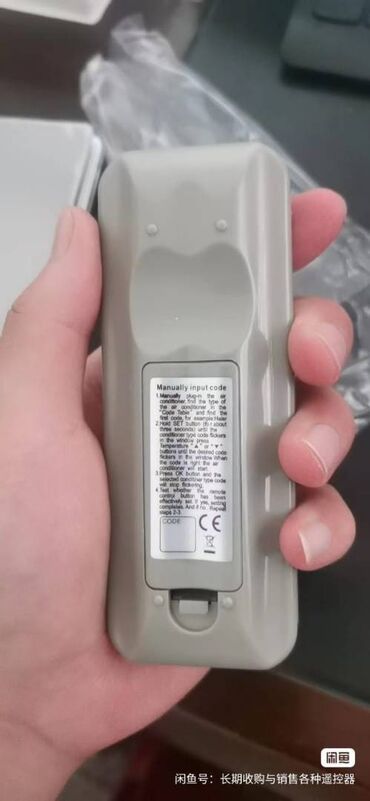 Manually input code
1. Manually plug-in the air
conditioner, find the type of
the air conditioner in the
"Code Table" and find the
first code, for example:Haier
2. Hold SET button (for about
three seconds) until the
conditioner type code flickers
in the window press
Temperature "▲" or "▼"
buttons until the desired code
flickers in the window. When
the code is right the air
conditioner will start.
3. Press OK button and the
selected conditioner type code
will stop flickering.
4. Test whether the remote
control button has been
effectively set. If yes, setting
completes. And if no, Repeat
steps 2-3.
CODE
CE
闲鱼
闲鱼号：长期收购与销售各种遥控器